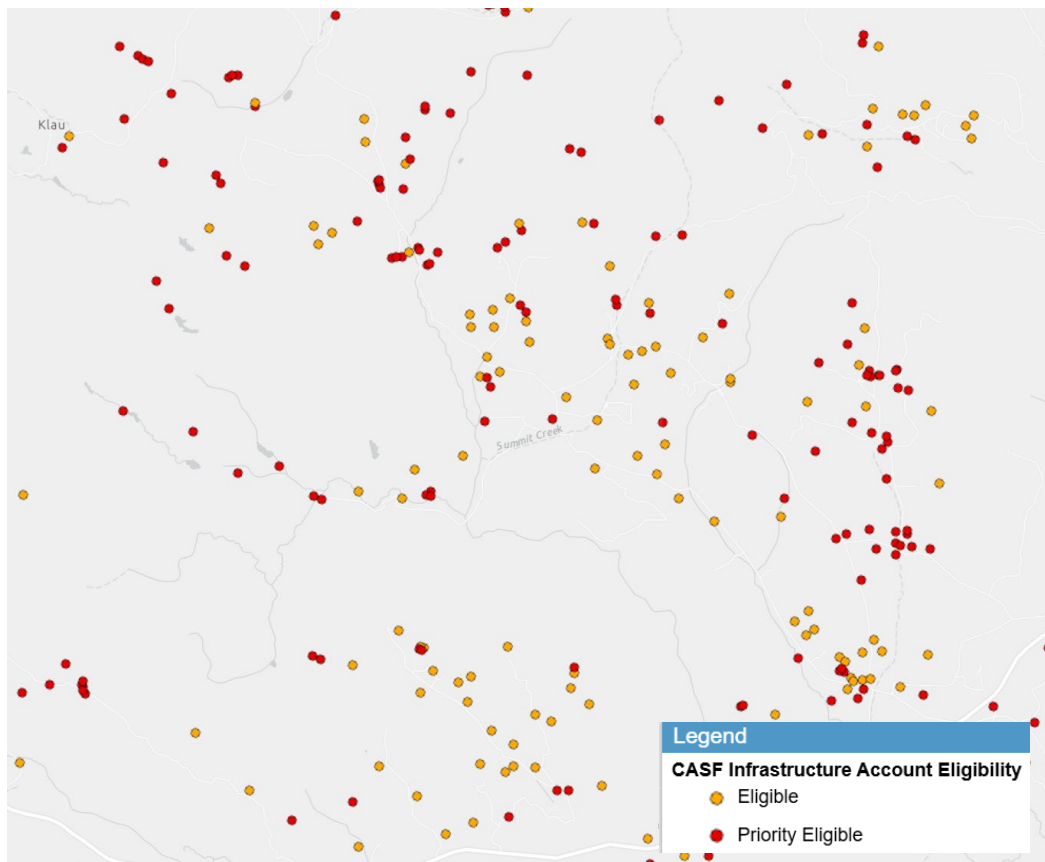 Klau
Summit Creek
Legend
CASF Infrastructure Account Eligibility
Eligible
Priority Eligible